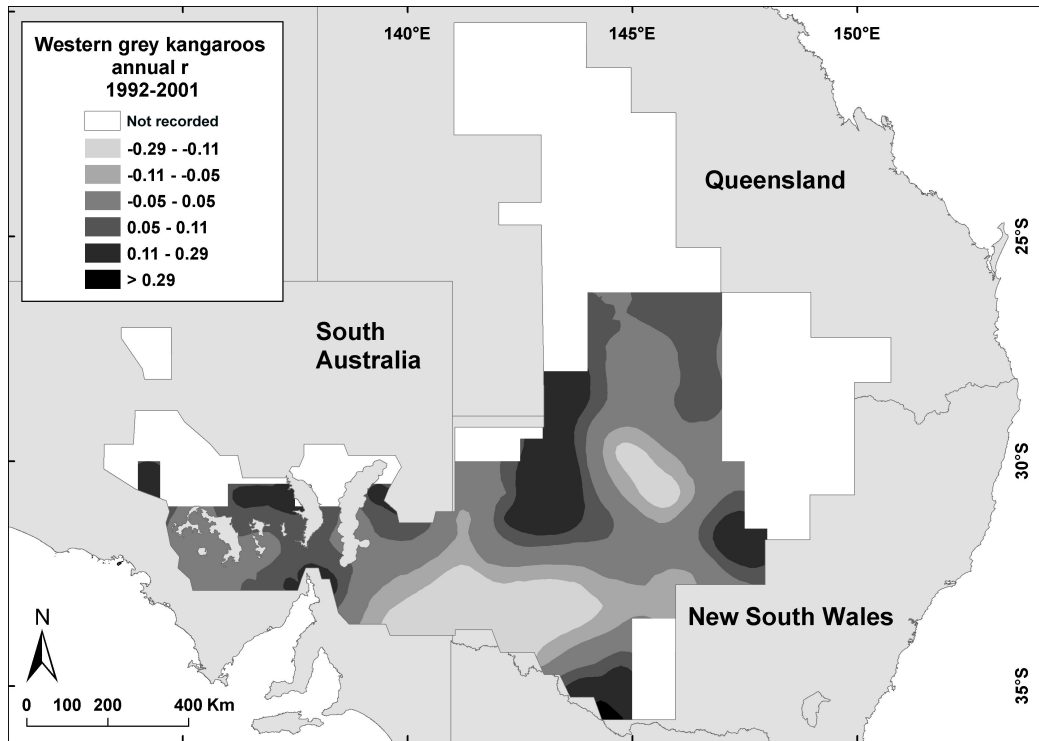 Western grey kangaroos
annual r
1992-2001
Not recorded
-0.29 - -0.11
-0.11 - -0.05
-0.05 - 0.05
0.05 - 0.11
0.11 - 0.29
> 0.29
140°E
145°E
150°E
Queensland
25°S
South
Australia
30°S
New South Wales
N
35°S
0 100 200 400 Km